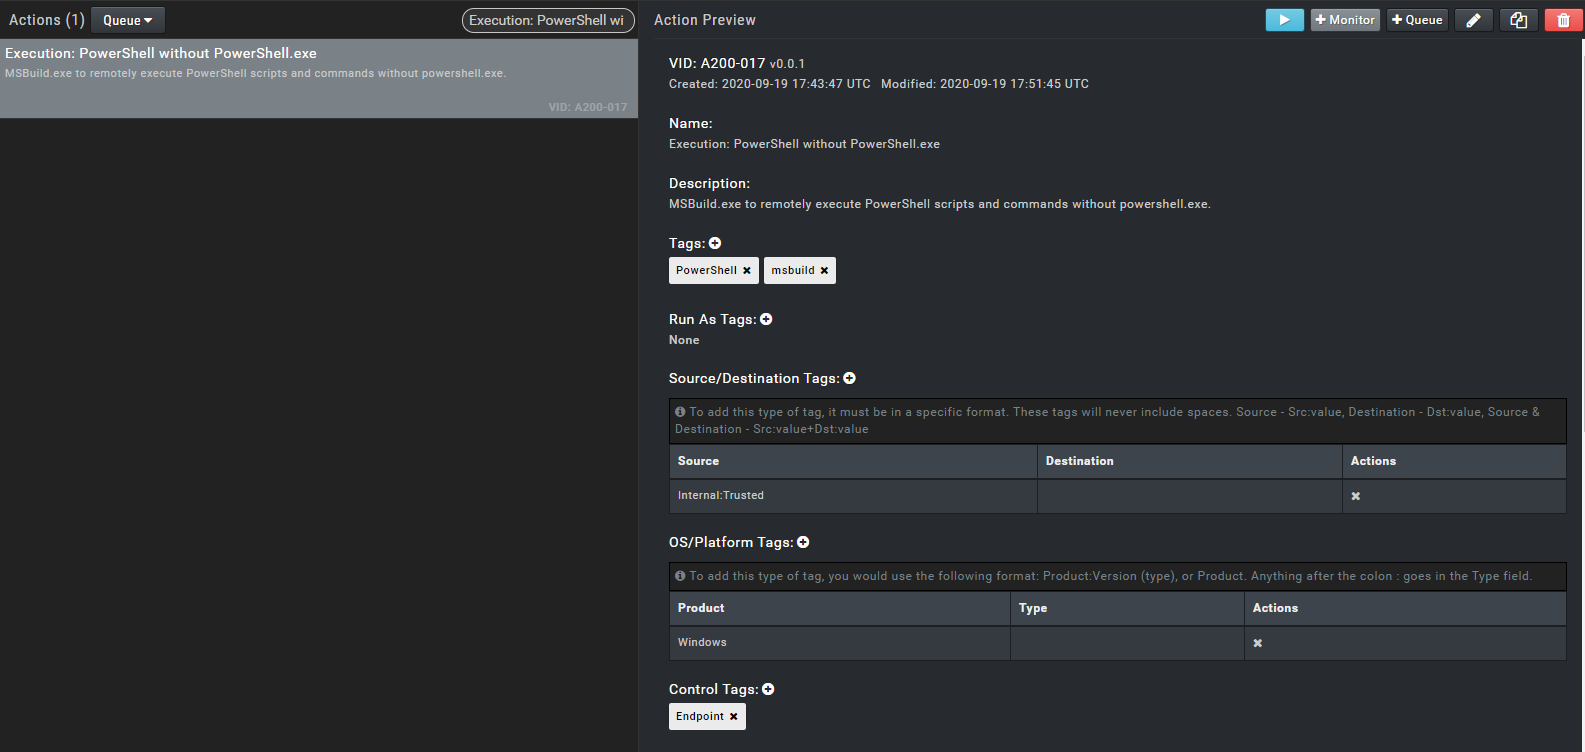 Actions (1) Queue Execution: PowerShell wi
Execution: PowerShell without PowerShell.exe
MSBuild.exe to remotely execute PowerShell scripts and commands without powershell.exe.
VID: A200-017
Action Preview + Monitor + Queue
VID: A200-017 v0.0.1
Created: 2020-09-19 17:43:47 UTC Modified: 2020-09-19 17:51:45 UTC
Name:
Execution: PowerShell without PowerShell.exe
Description:
MSBuild.exe to remotely execute PowerShell scripts and commands without powershell.exe.
Tags:
PowerShell msbuild
Run As Tags:
None
Source/Destination Tags:
To add this type of tag, it must be in a specific format. These tags will never include spaces. Source - Src:value, Destination - Dst:value, Source &
Destination - Src:value+Dst:value
Source Destination Actions
Internal:Trusted
OS/Platform Tags:
To add this type of tag, you would use the following format: Product:Version (type), or Product. Anything after the colon : goes in the Type field.
Product Type Actions
Windows
Control Tags:
Endpoint